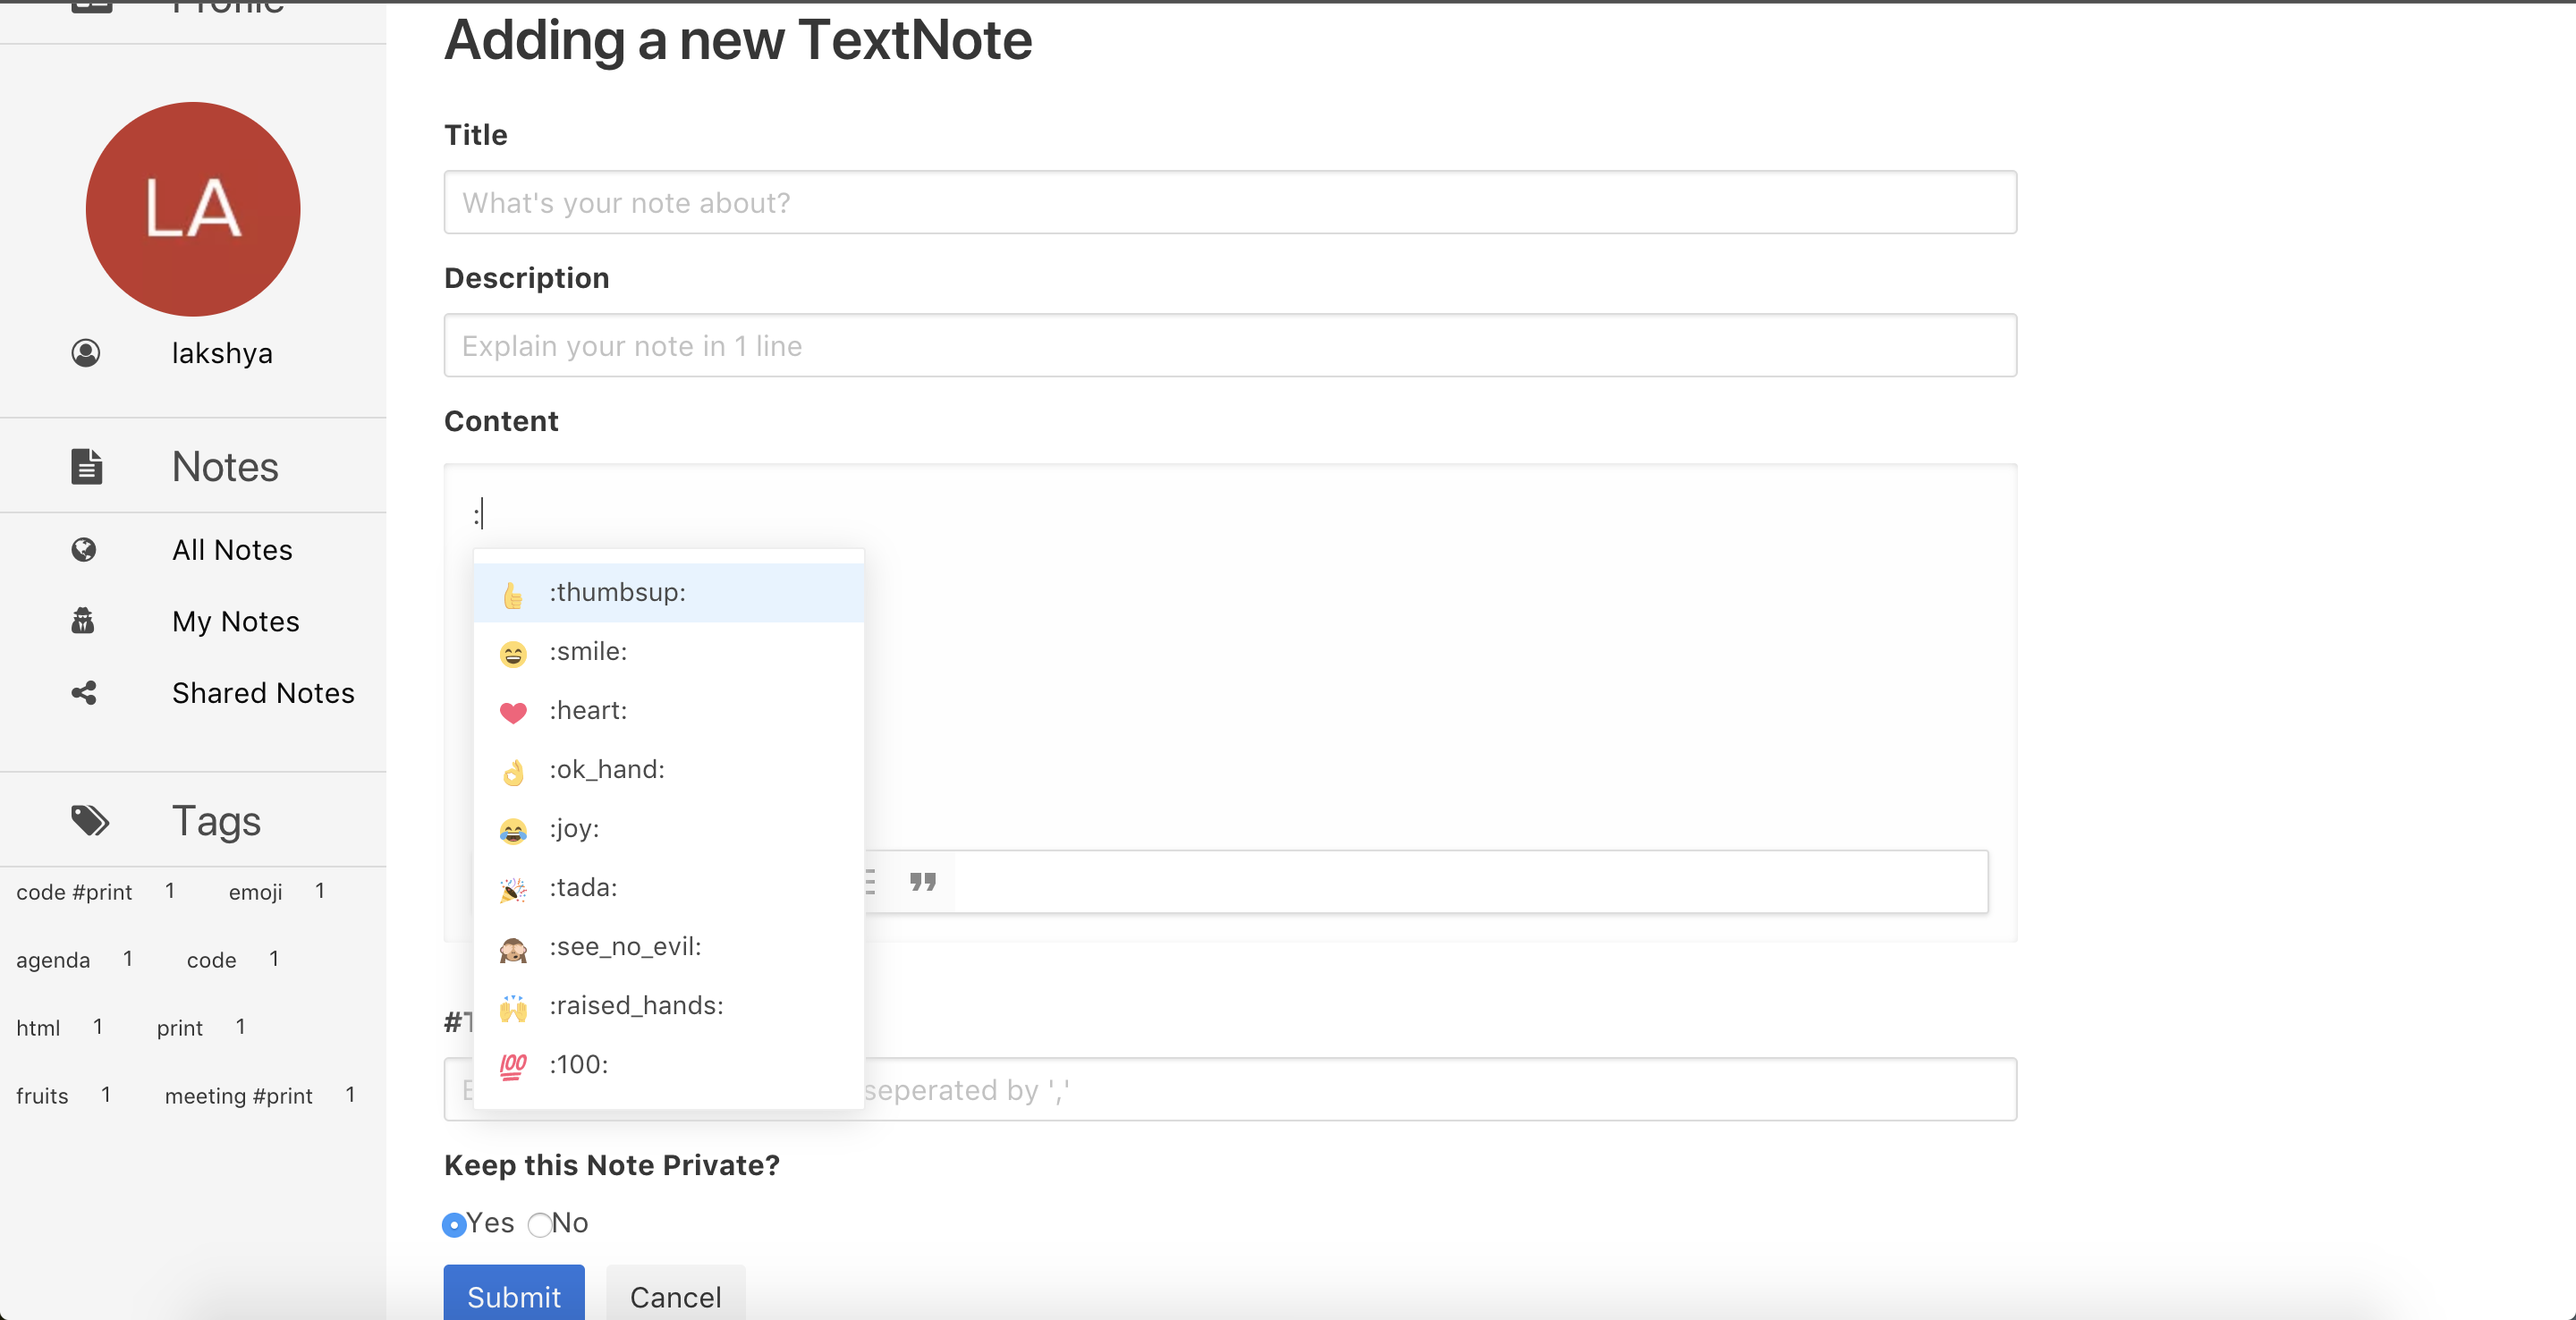 Profile
LA
lakshya
Notes
All Notes
My Notes
Shared Notes
Tags
code #print 1 emoji 1
agenda 1 code 1
html 1 print 1
fruits 1 meeting #print 1
Adding a new TextNote
Title
What's your note about?
Description
Explain your note in 1 line
Content
:
:thumbsup:
:smile:
:heart:
:ok_hand:
:joy:
:tada:
:see_no_evil:
:raised_hands:
100 :100:
#
seperated by ','
Keep this Note Private?
Yes No
Submit Cancel